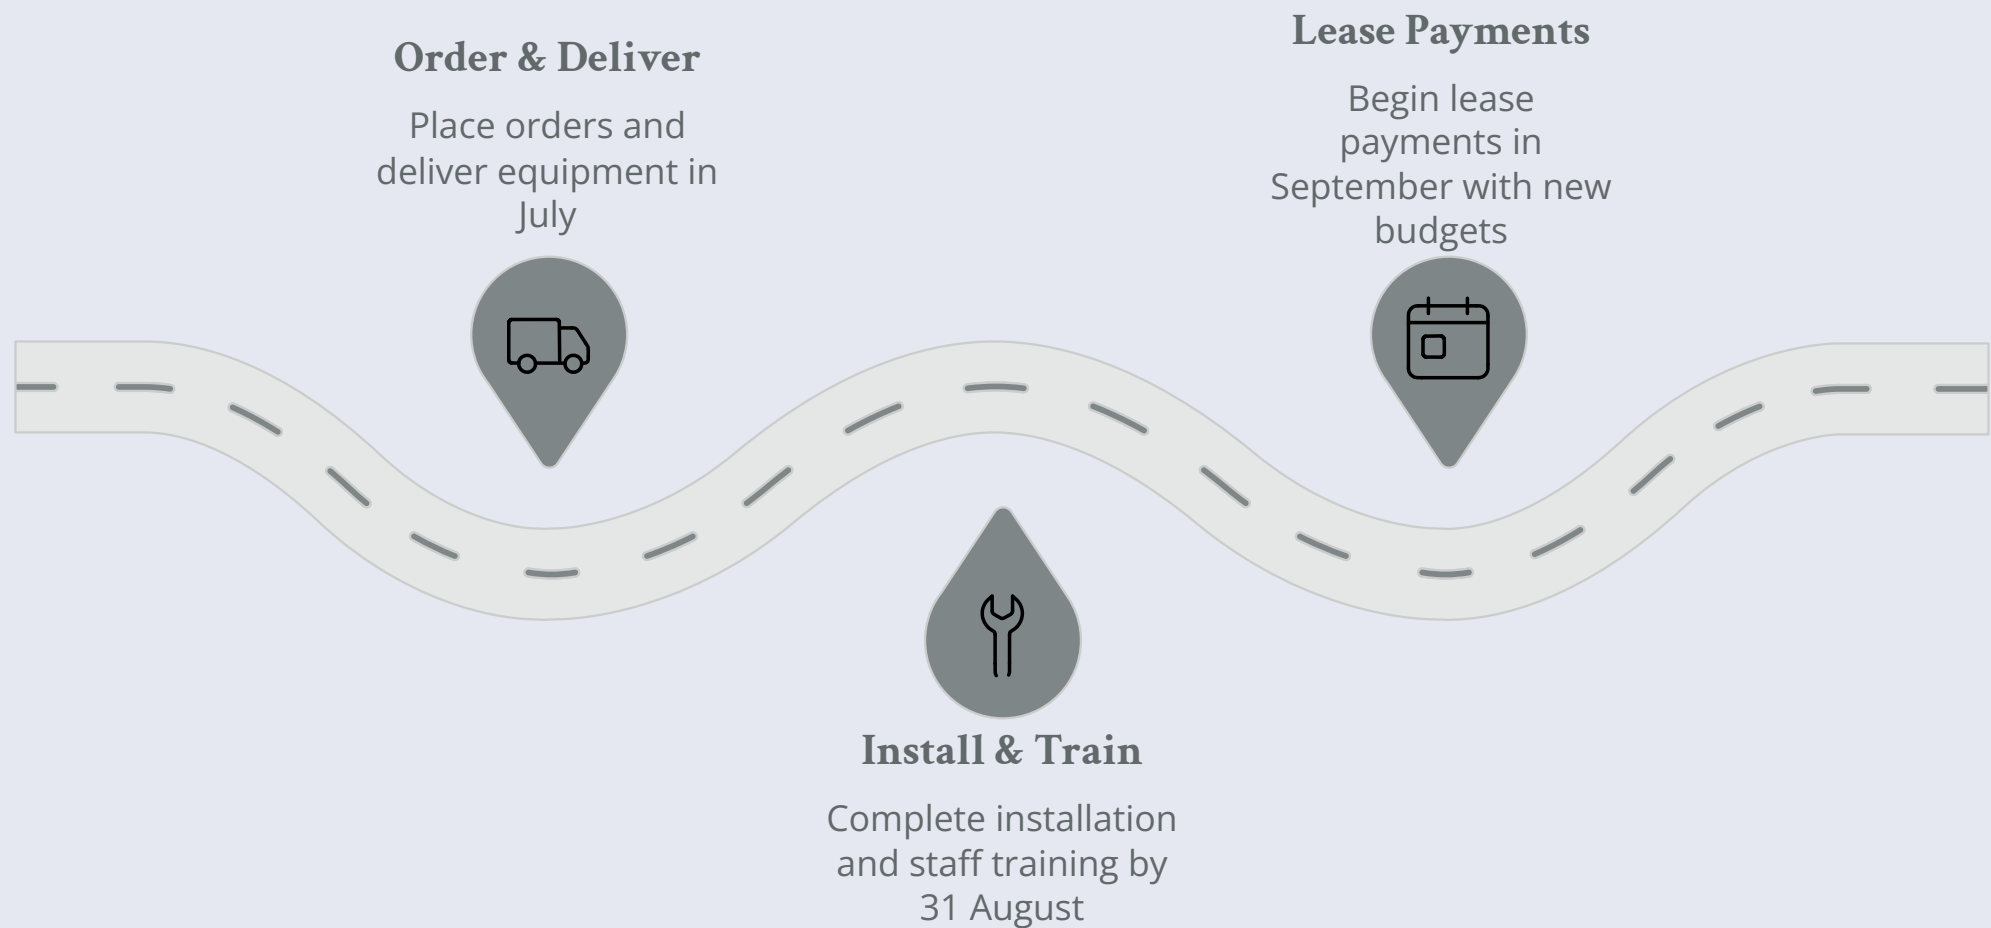 Order & Deliver
Place orders and
deliver equipment in
July
Install & Train
Complete installation
and staff training by
31 August
Lease Payments
Begin lease
payments in
September with new
budgets